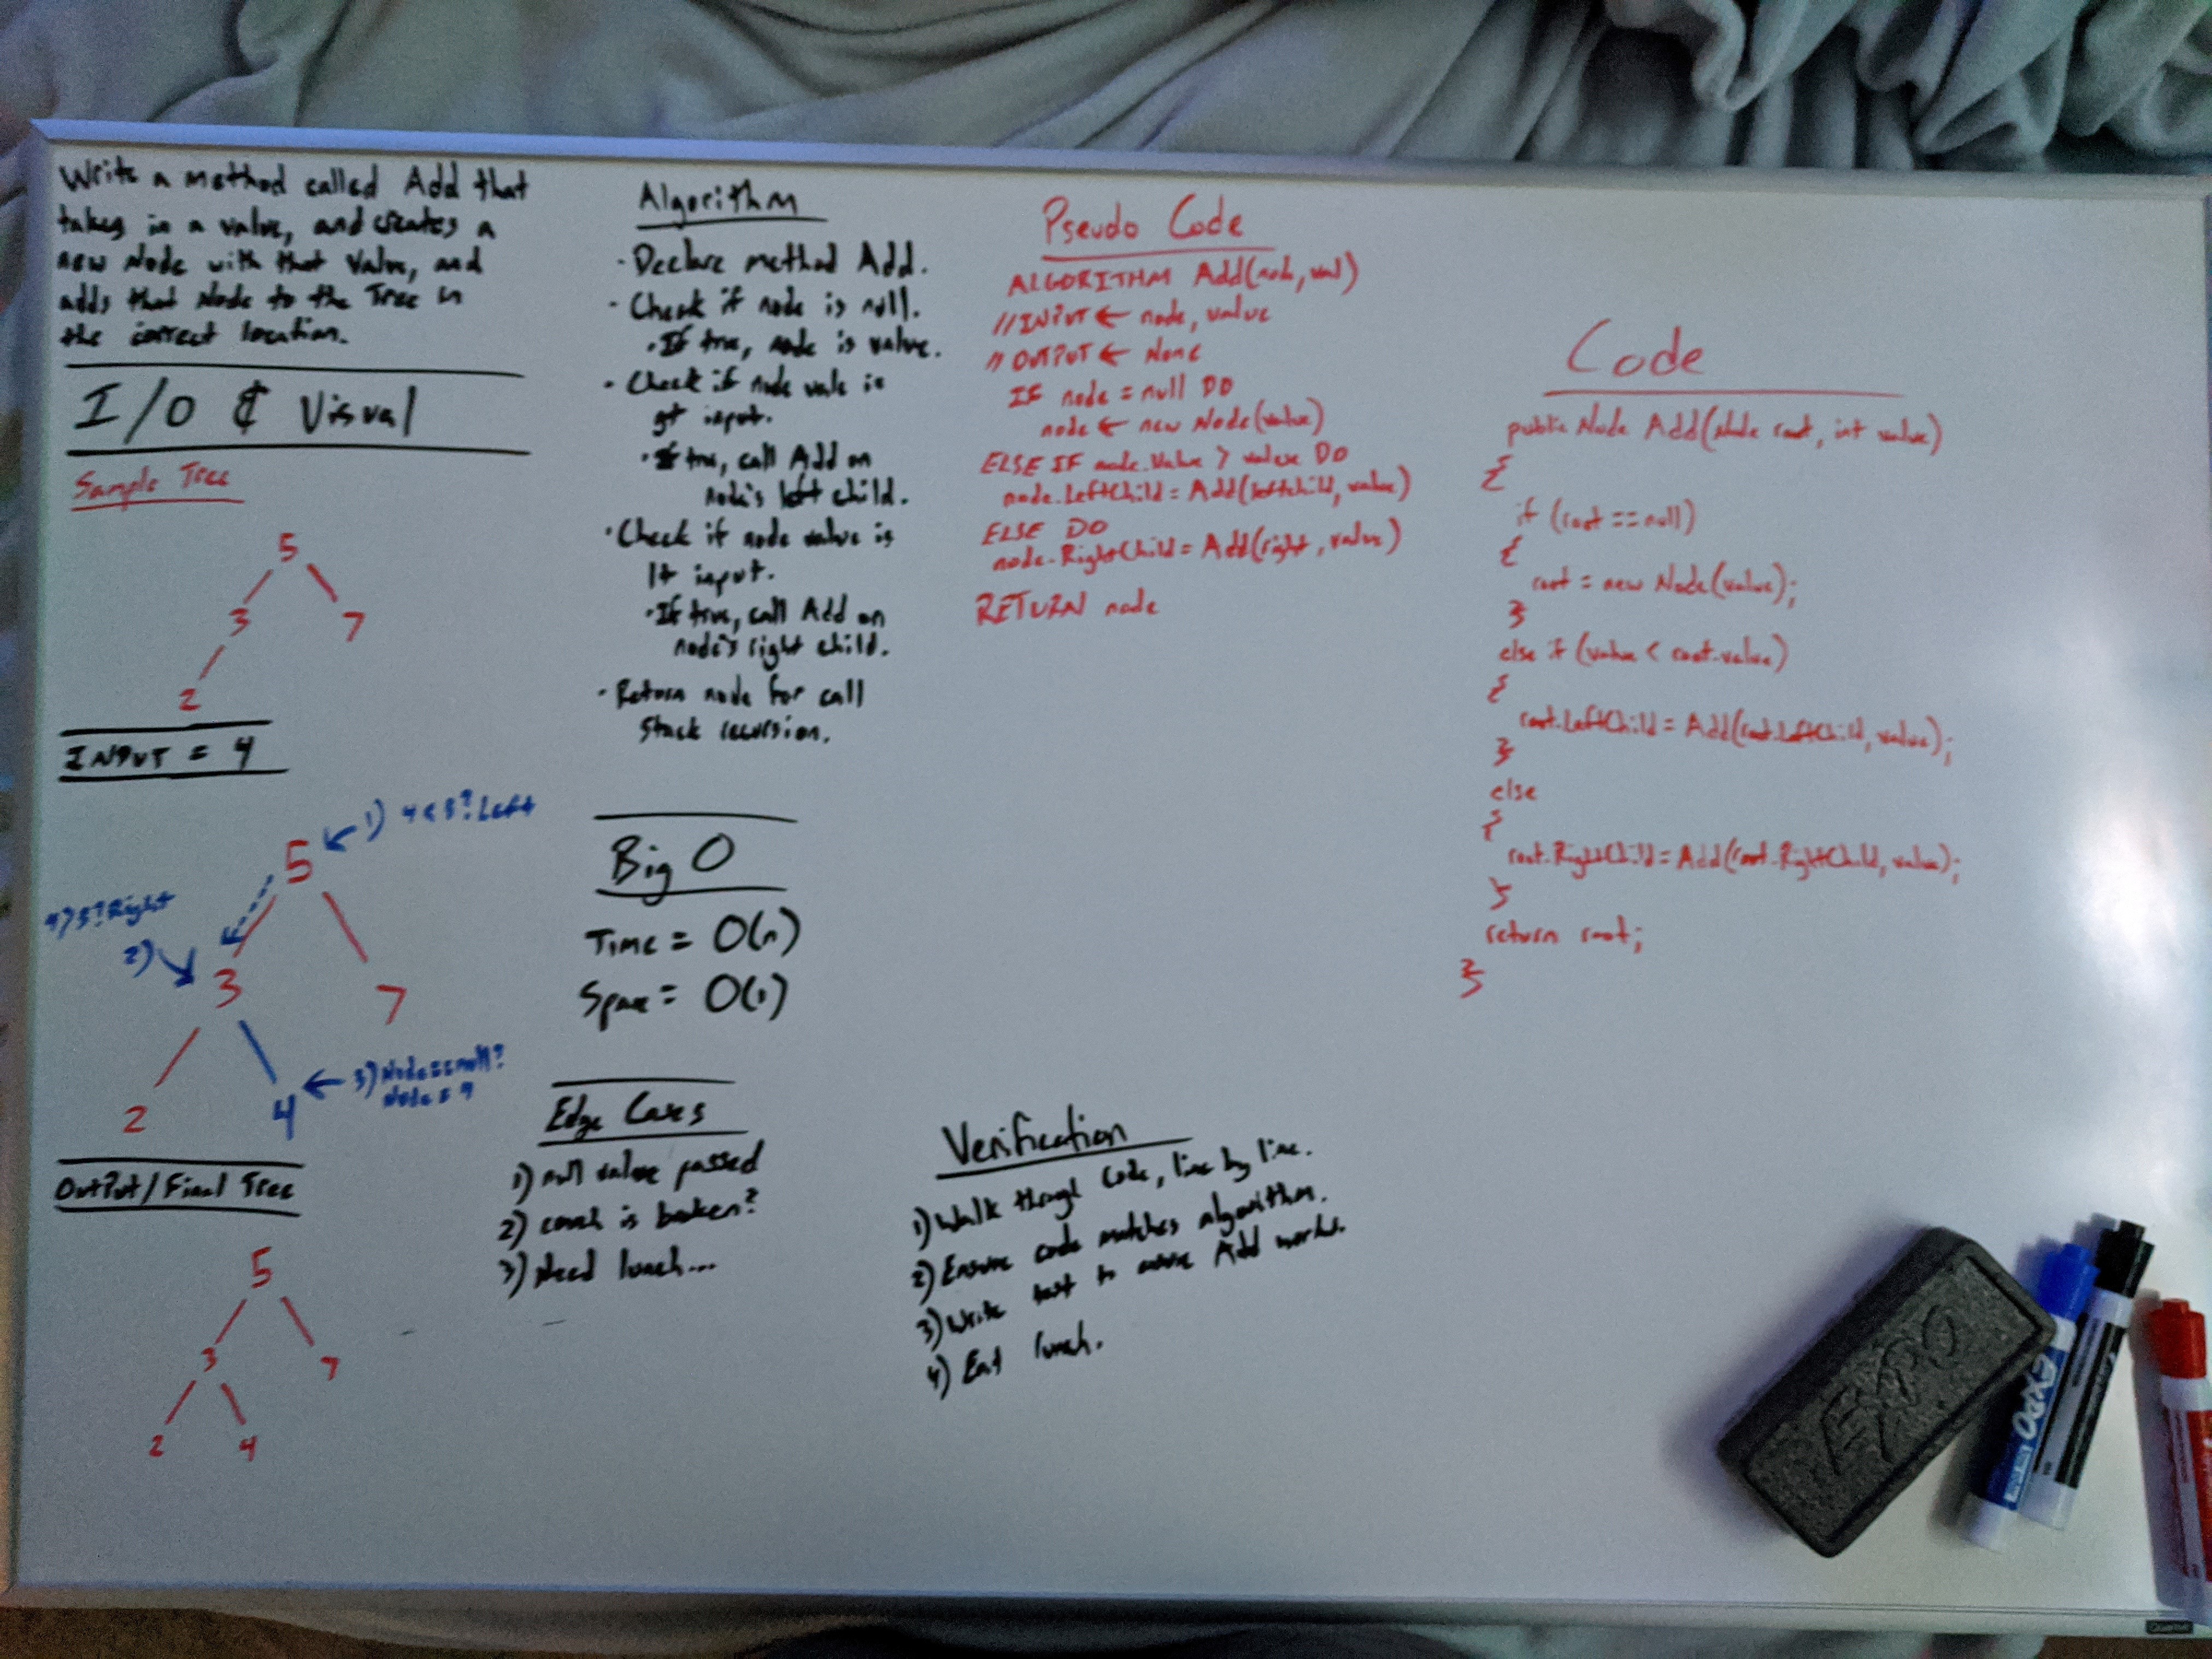 Write a method called Add that
takes in a value, and creates a
new Node with that Value, and
adds that Node to the Tree in
the correct location.
I/O & Visual
Sample Tree
5
3 7
2
INPUT = 4
1) 4<5? Left
5
4>3? Right
2)
3 7
3) Node==null?
Node = 4
2 4
OutPut/Final Tree
5
3 7
2 4
Algorithm
- Declare method Add.
- Check if node is null.
• If true, node is value.
• Check if node vale is
gt input.
• If true, call Add on
node's left child.
• Check if node value is
lt input.
• If true, call Add on
node's right child.
• Return node for call
stack recursion.
Big O
Time = O(n)
Space = O(1)
Edge Cases
1) null value passed
2) is broken?
3) Need lunch...
Pseudo Code
ALGORITHM Add(node, val)
//INPUT ← node, value
//OUTPUT ← None
IF node = null DO
node ← new Node(value)
ELSE IF node.Value > value DO
node.LeftChild = Add(leftchild, value)
ELSE DO
node.RightChild = Add(right, value)
RETURN node
Verification
1) Walk though code, line by line.
2) Ensure code matches algorithm.
3) Write test to Add works.
4) Eat lunch.
Code
public Node Add(Node root, int value)
{
if (root == null)
{
root = new Node(value);
}
else if (value < root.value)
{
root.LeftChild = Add(root.LeftChild, value);
}
else
{
root.RightChild = Add(root.RightChild, value);
}
return root;
}
EXPO
EXPO
Quartet